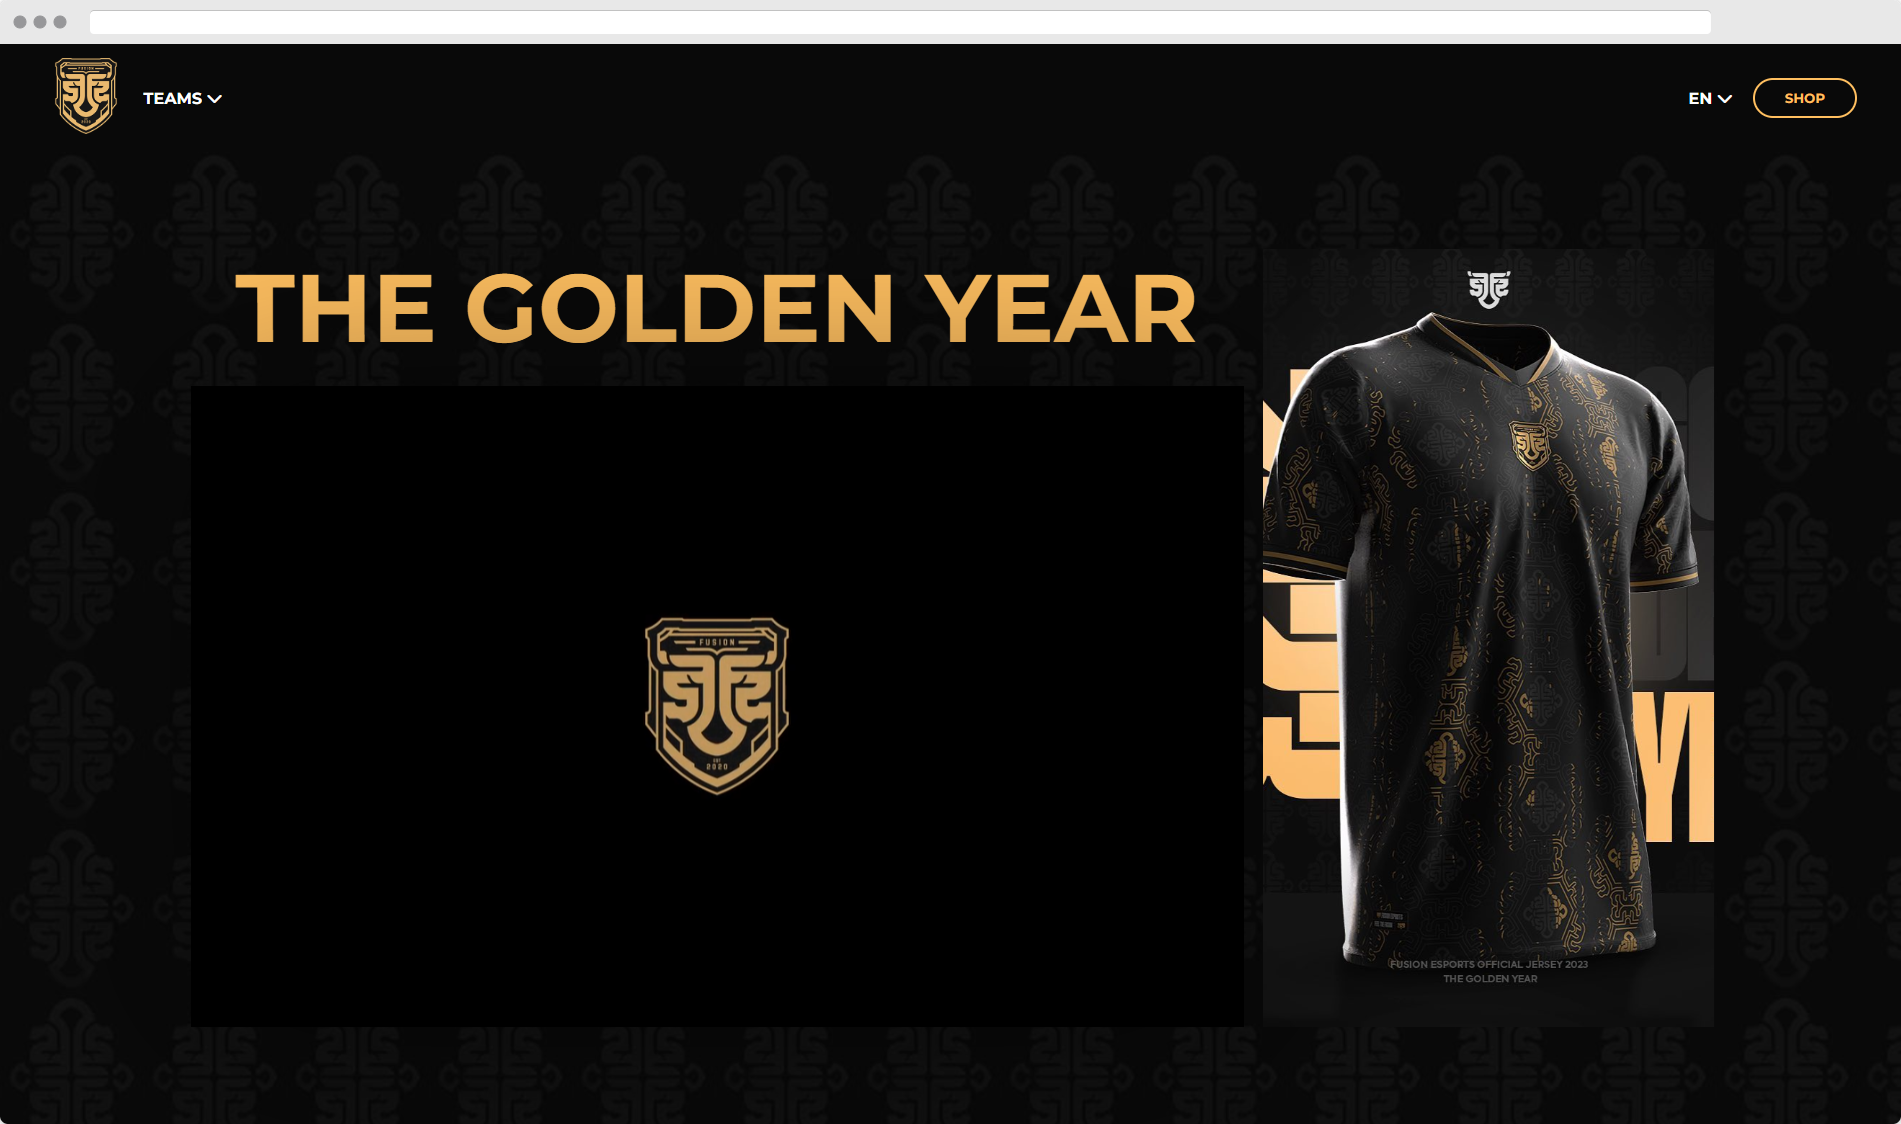 TEAMS
EN
SHOP
THE GOLDEN YEAR
FUSION
EST
2020
FUSION ESPORTS OFFICIAL JERSEY 2023
THE GOLDEN YEAR